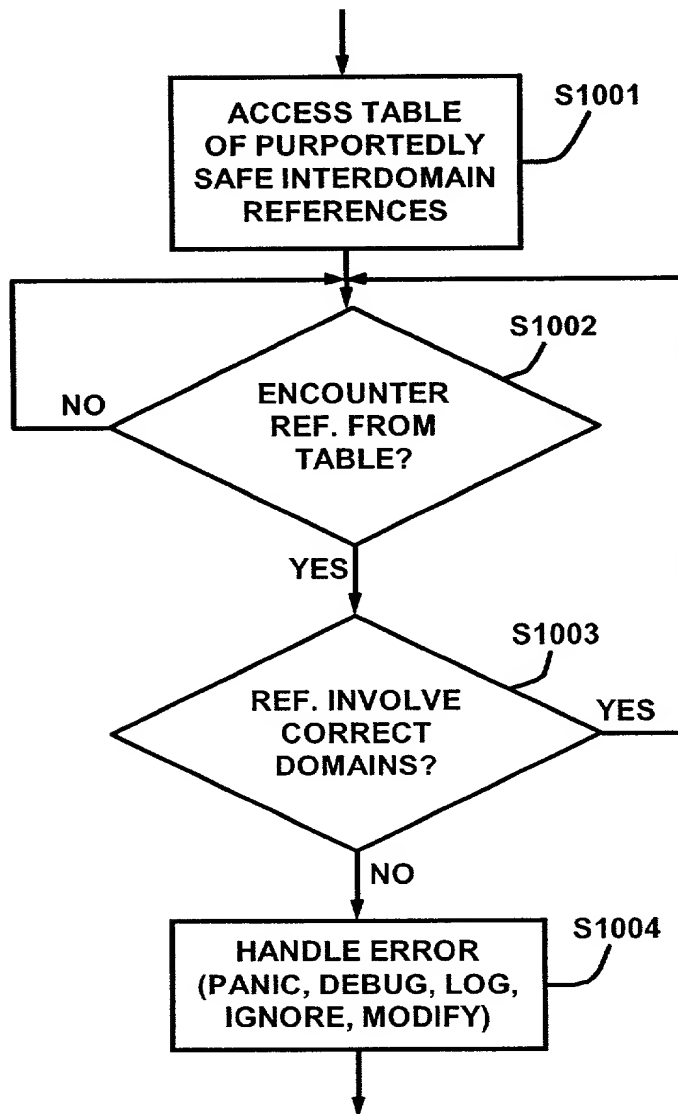 S1001
ACCESS TABLE
OF PURPORTEDLY
SAFE INTERDOMAIN
REFERENCES
S1002
ENCOUNTER
REF. FROM
TABLE?
NO
YES
S1003
REF. INVOLVE
CORRECT
DOMAINS?
YES
NO
S1004
HANDLE ERROR
(PANIC, DEBUG, LOG,
IGNORE, MODIFY)